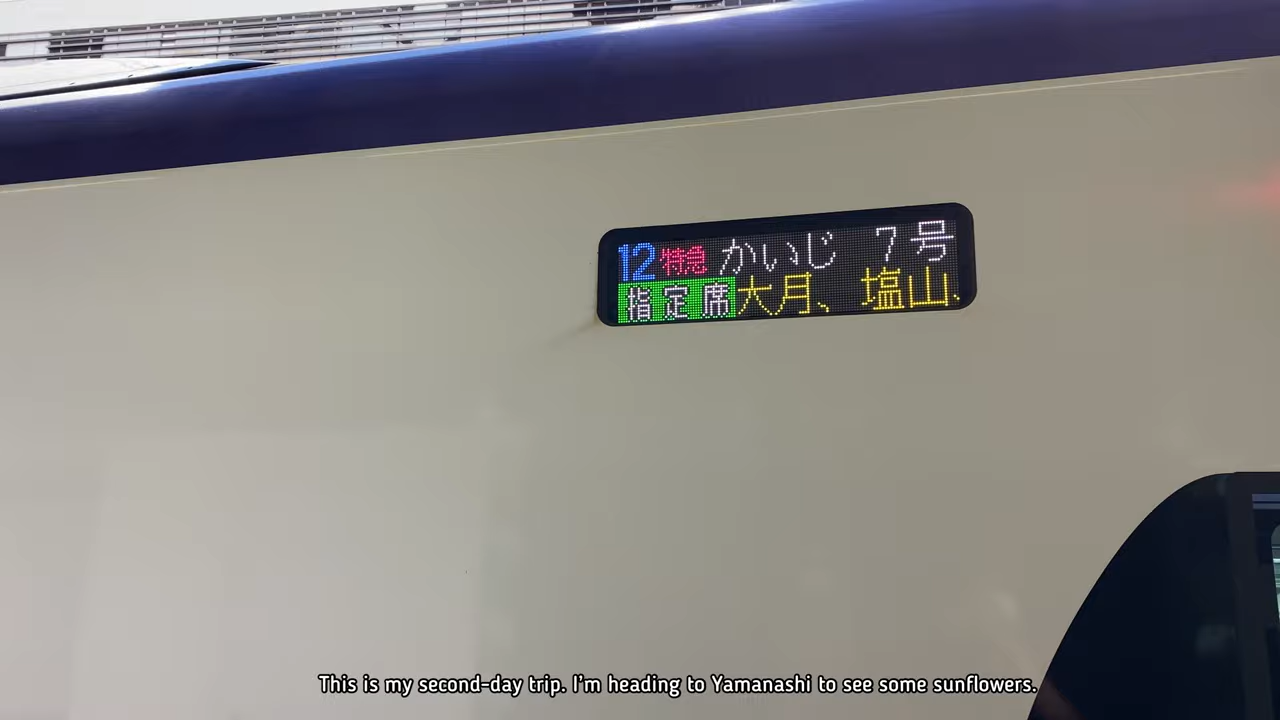 12 特急 かいじ 7号
指定席 大月、塩山、
This is my second-day trip. I'm heading to Yamanashi to see some sunflowers.